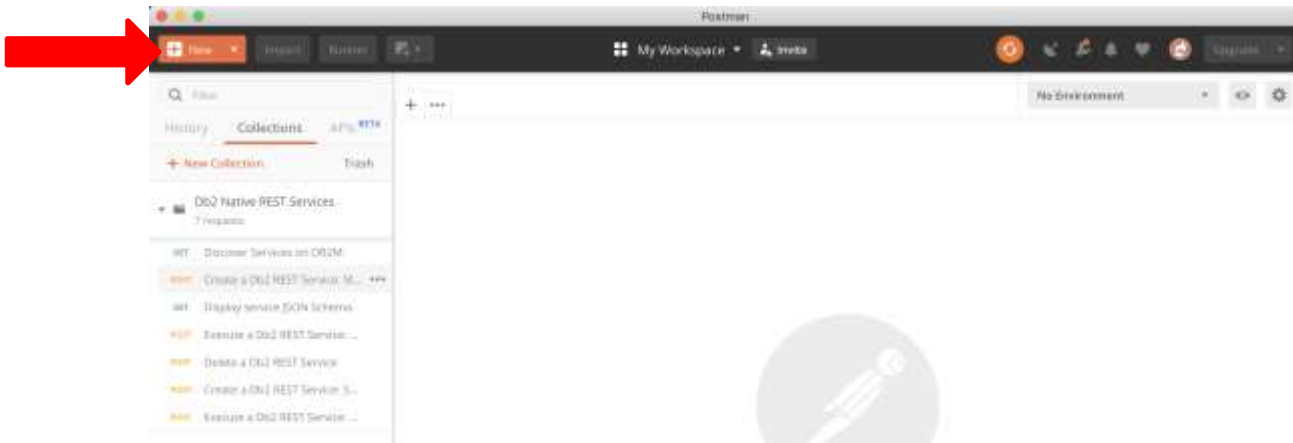 Postman
New
Import
Runner
My Workspace
Invite
Upgrade
Filter
No Environment
History
Collections
APIs BETA
+ New Collection
Trash
Db2 Native REST Services
7 requests
GET Discover Services on DB2M
POST Create a Db2 REST Service: M...
GET Display service JSON Schema
POST Execute a Db2 REST Service: ...
POST Delete a Db2 REST Service
POST Create a Db2 REST Service: S...
POST Execute a Db2 REST Service: ...